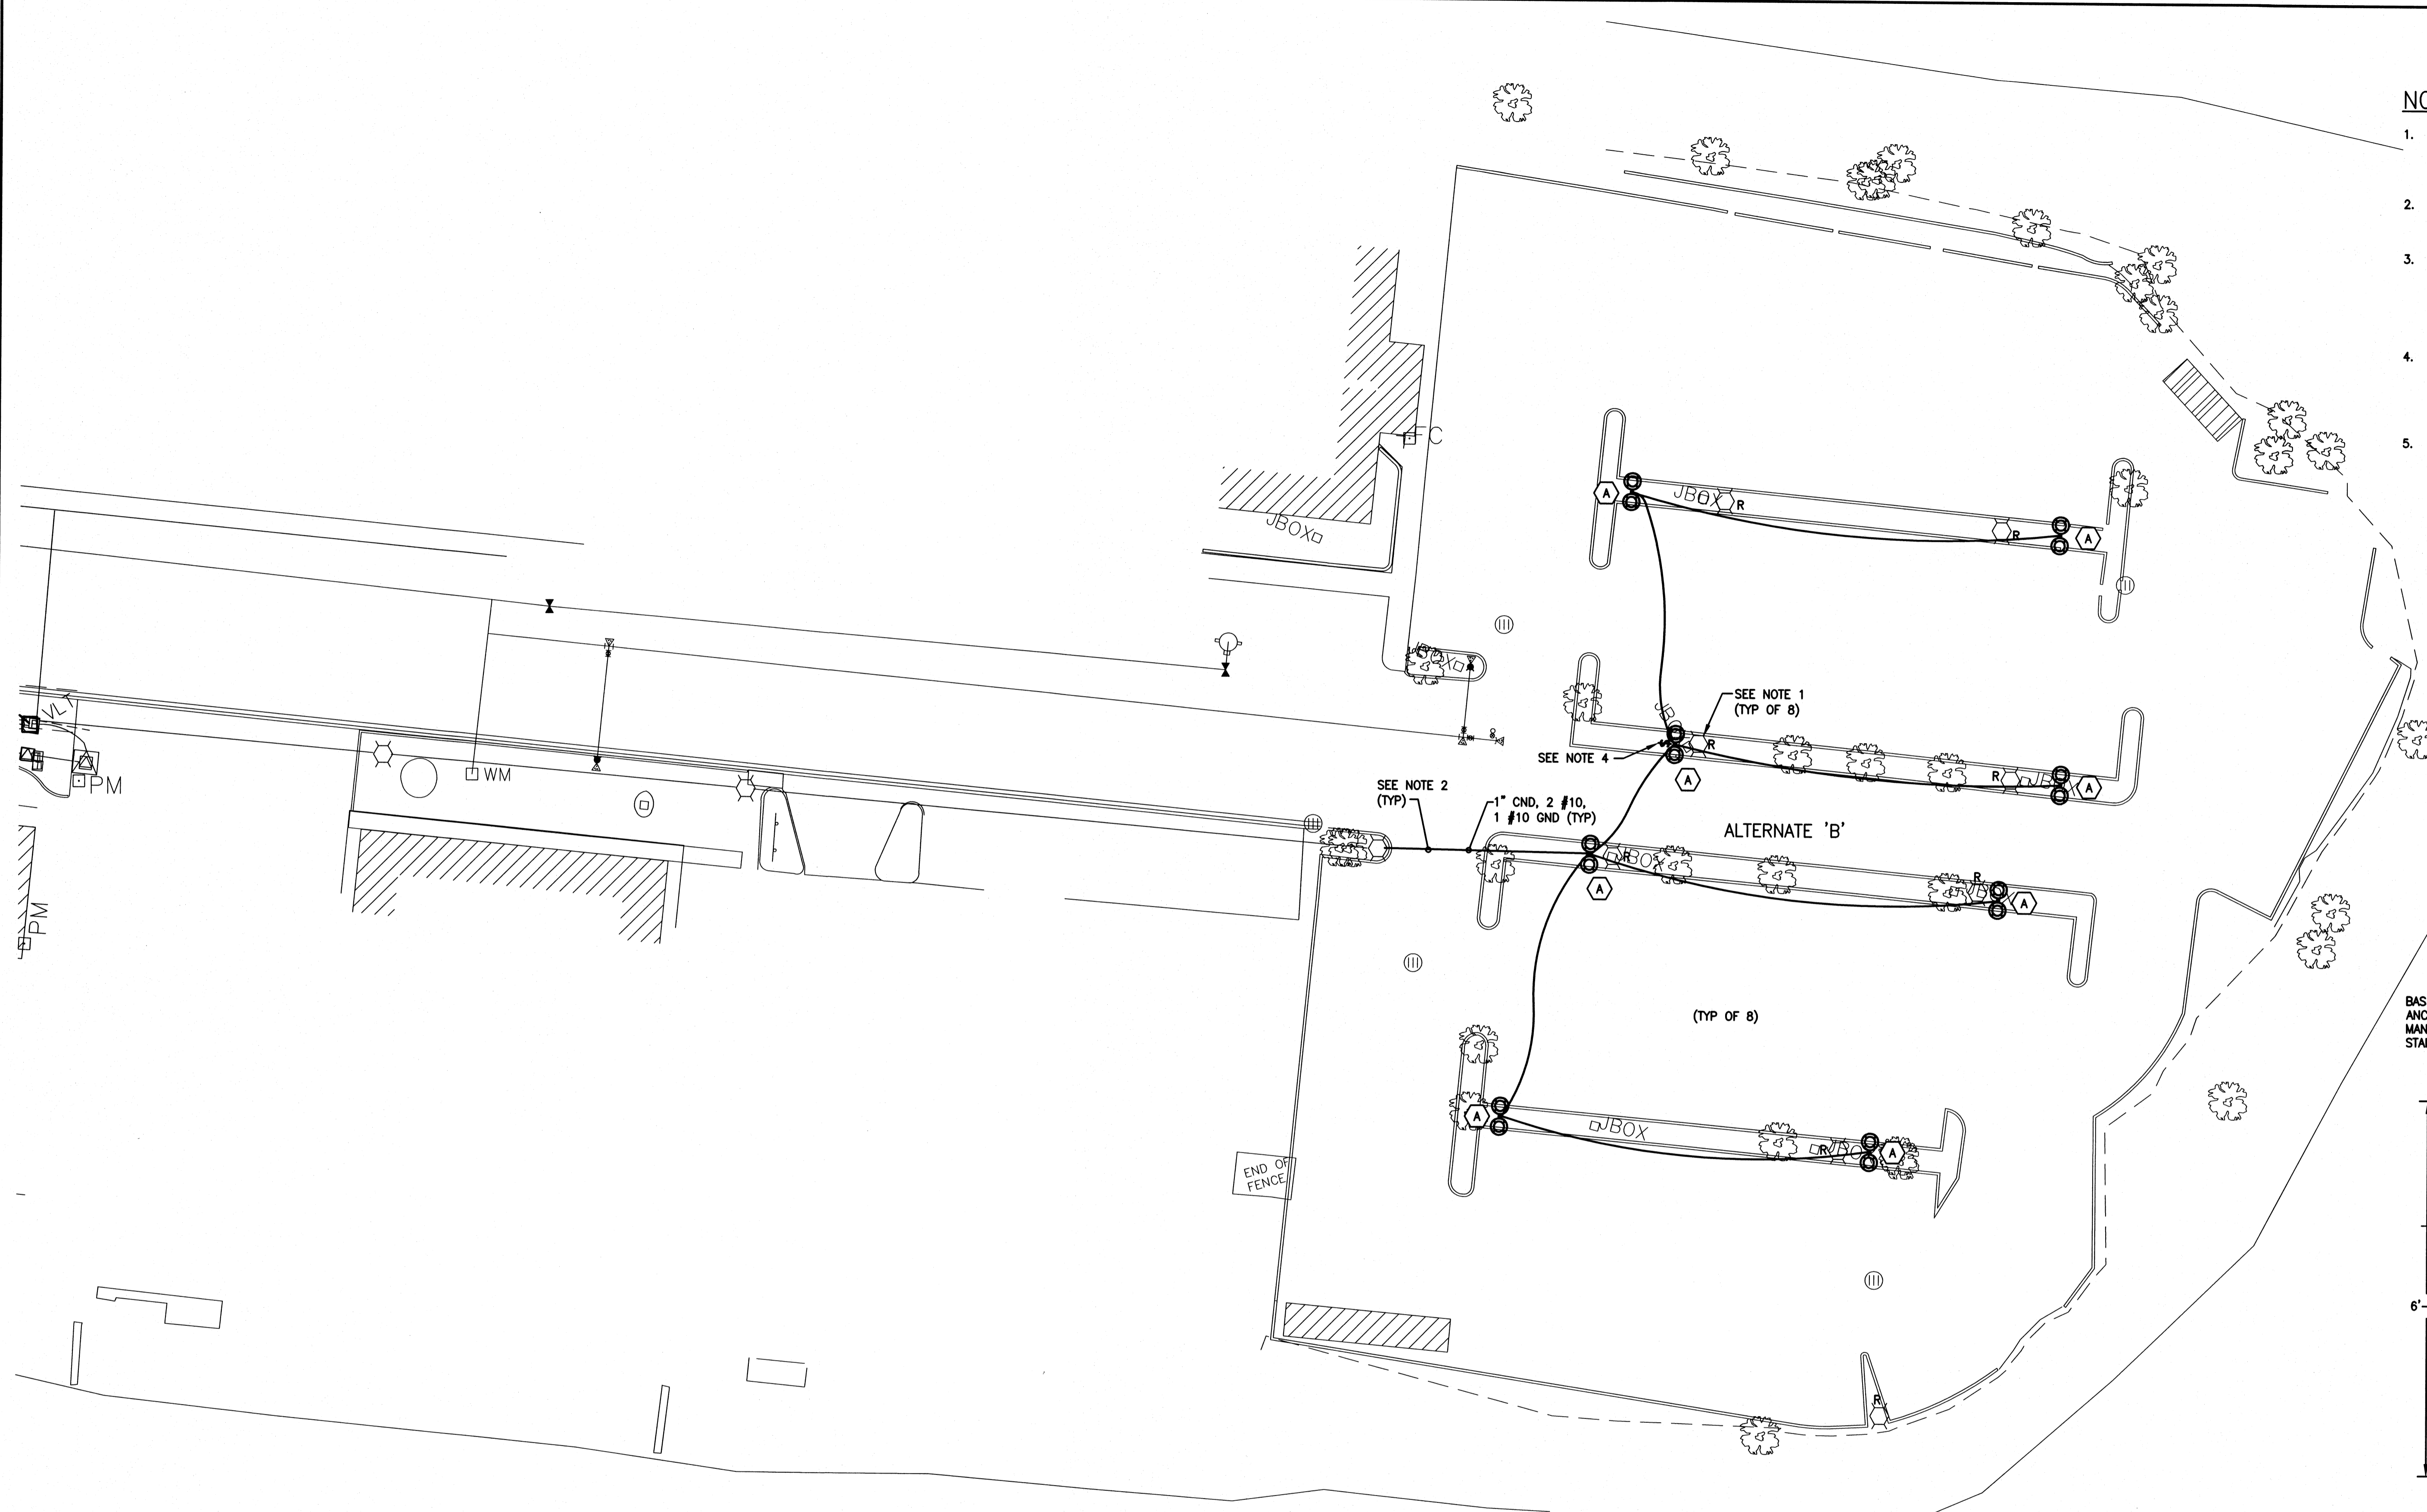 NO
1.
2.
3.
4.
5.
FC
JBOX
JBOX
A
R
R
A
VLT
WM
PM
PM
SEE NOTE 1
(TYP OF 8)
R
SEE NOTE 4
A
R
A
SEE NOTE 2
(TYP)
1" CND, 2 #10,
1 #10 GND (TYP)
ALTERNATE 'B'
R
JBOX
A
R
A
(TYP OF 8)
BAS
ANC
MAN
STA
A
JBOX
R
A
END OF
FENCE
6'-
R